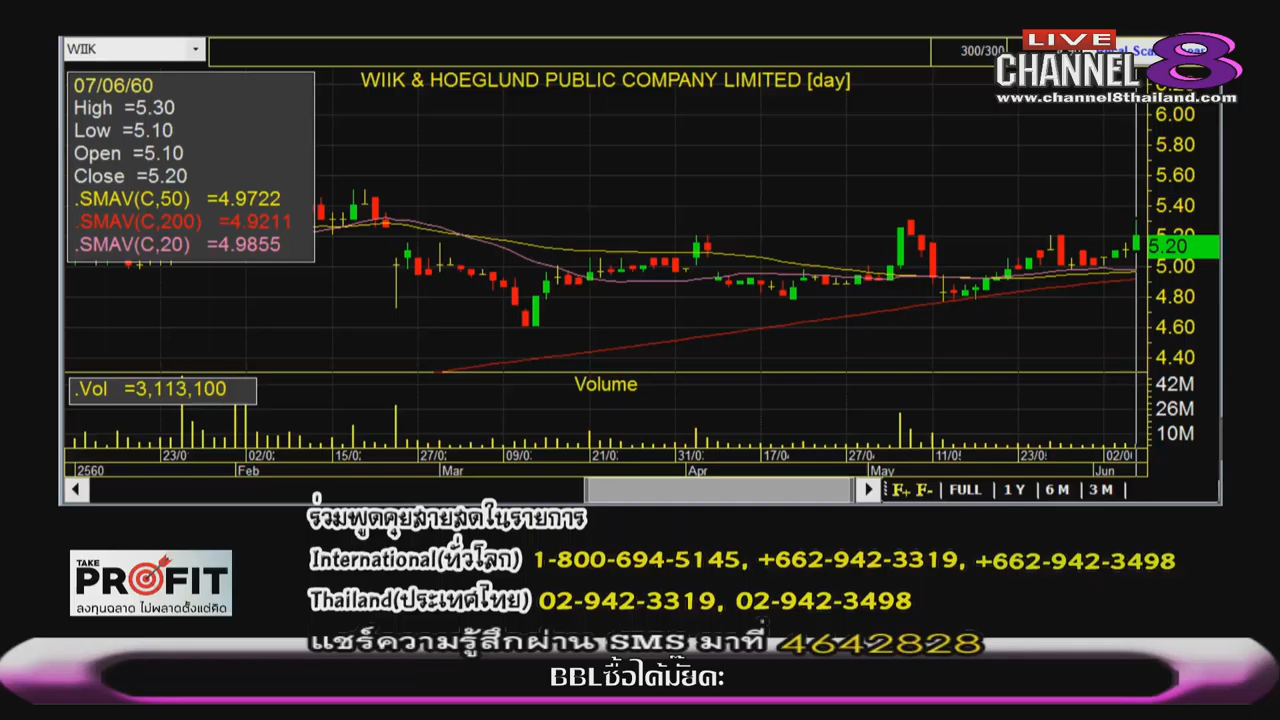 WIIK
300/300
LIVE
CHANNEL 8
www.channel8thailand.com
WIIK & HOEGLUND PUBLIC COMPANY LIMITED [day]
07/06/60
High =5.30
Low =5.10
Open =5.10
Close =5.20
.SMAV(C,50) =4.9722
.SMAV(C,200) =4.9211
.SMAV(C,20) =4.9855
6.00
5.80
5.60
5.40
5.20
5.20
5.00
4.80
4.60
4.40
.Vol =3,113,100
Volume
42M
26M
10M
23/0 02/0 15/0 27/0 09/0 21/0 31/0 17/0 27/0 11/0 23/0 02/0
2560 Feb Mar Apr May Jun
F+ F- FULL 1 Y 6 M 3 M
ร่วมพูดคุยสายสดในรายการ
International(ทั่วโลก) 1-800-694-5145, +662-942-3319, +662-942-3498
TAKE
PROFIT
ลงทุนฉลาด ไม่พลาดตั้งแต่คิด
Thailand(ประเทศไทย) 02-942-3319, 02-942-3498
แชร์ความรู้สึกผ่าน SMS มาที่ 4642828
BBLซื้อได้มั๊ยคะ